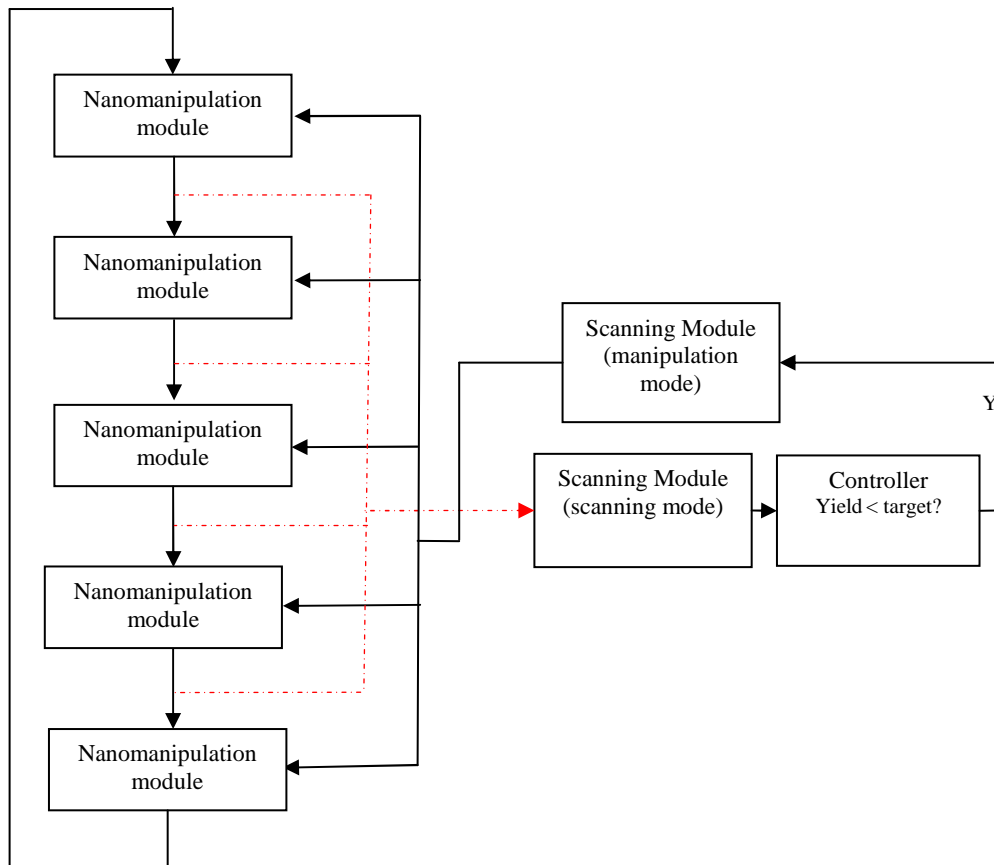 Nanomanipulation
module
Nanomanipulation
module
Nanomanipulation
module
Nanomanipulation
module
Nanomanipulation
module
Scanning Module
(manipulation
mode)
Y
Scanning Module
(scanning mode)
Controller
Yield < target?